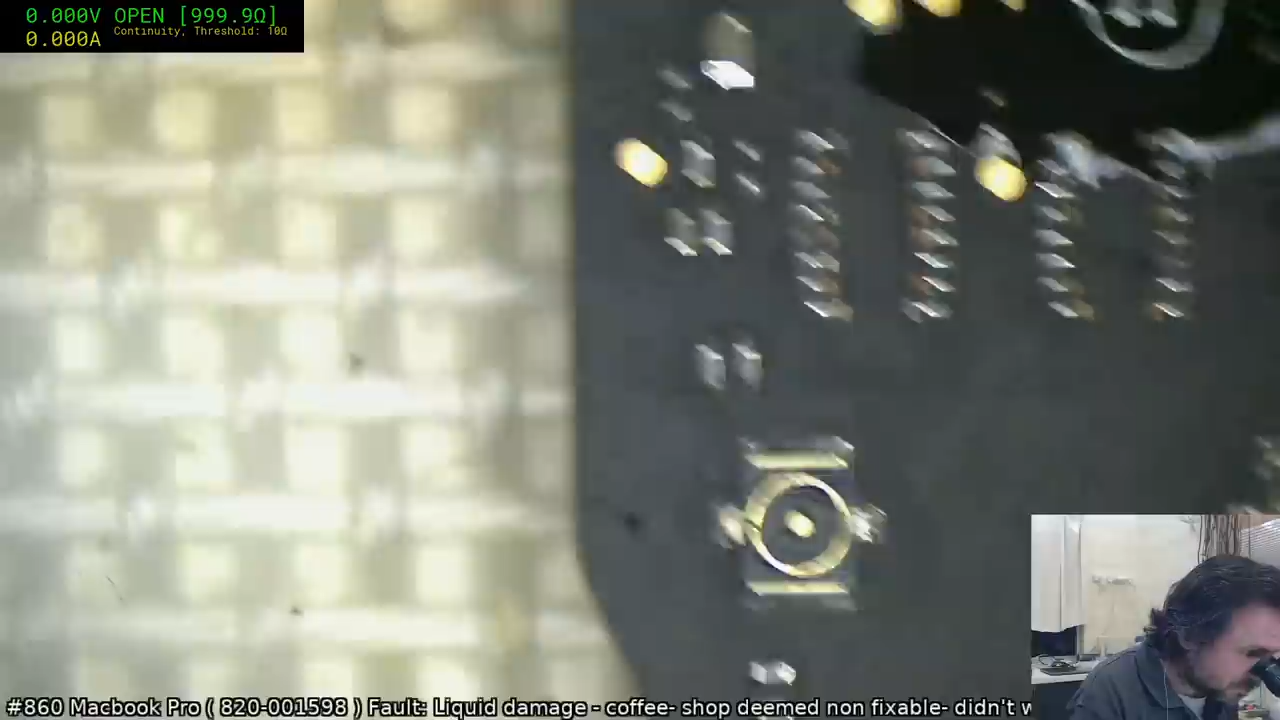 0.000V OPEN [999.9Ω]
0.000A Continuity, Threshold: 10Ω
#860 Macbook Pro ( 820-001598 ) Fault: Liquid damage - coffee- shop deemed non fixable- didn't